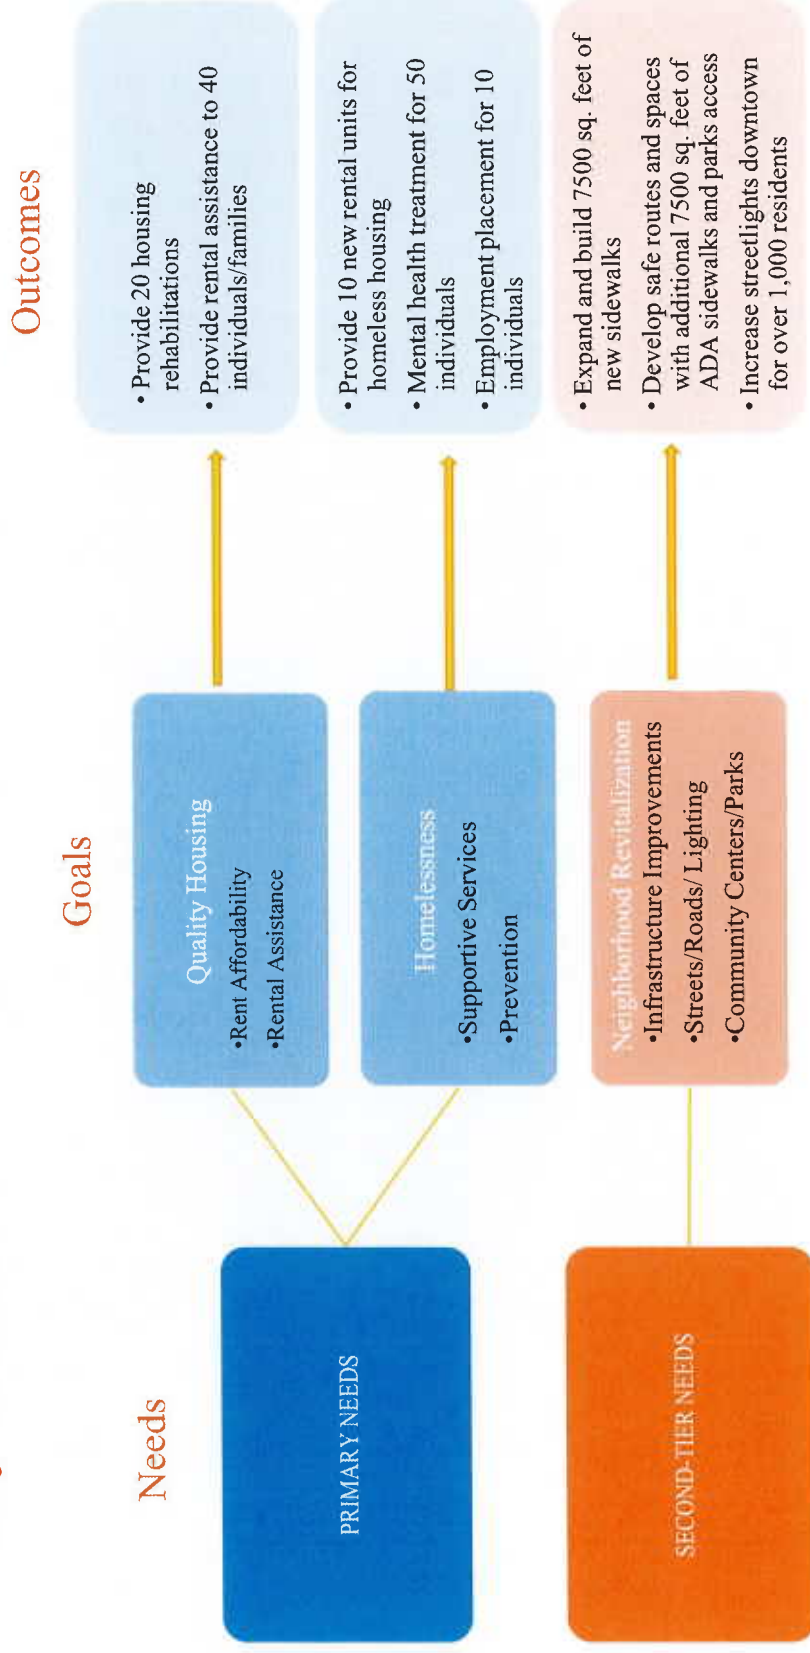 Needs
Goals
Outcomes
PRIMARY NEEDS
Quality Housing
•Rent Affordability
•Rental Assistance
• Provide 20 housing
rehabilitations
• Provide rental assistance to 40
individuals/families
Homelessness
•Supportive Services
•Prevention
• Provide 10 new rental units for
homeless housing
• Mental health treatment for 50
individuals
• Employment placement for 10
individuals
SECOND-TIER NEEDS
Neighborhood Revitalization
•Infrastructure Improvements
•Streets/Roads/ Lighting
•Community Centers/Parks
• Expand and build 7500 sq. feet of
new sidewalks
• Develop safe routes and spaces
with additional 7500 sq. feet of
ADA sidewalks and parks access
• Increase streetlights downtown
for over 1,000 residents